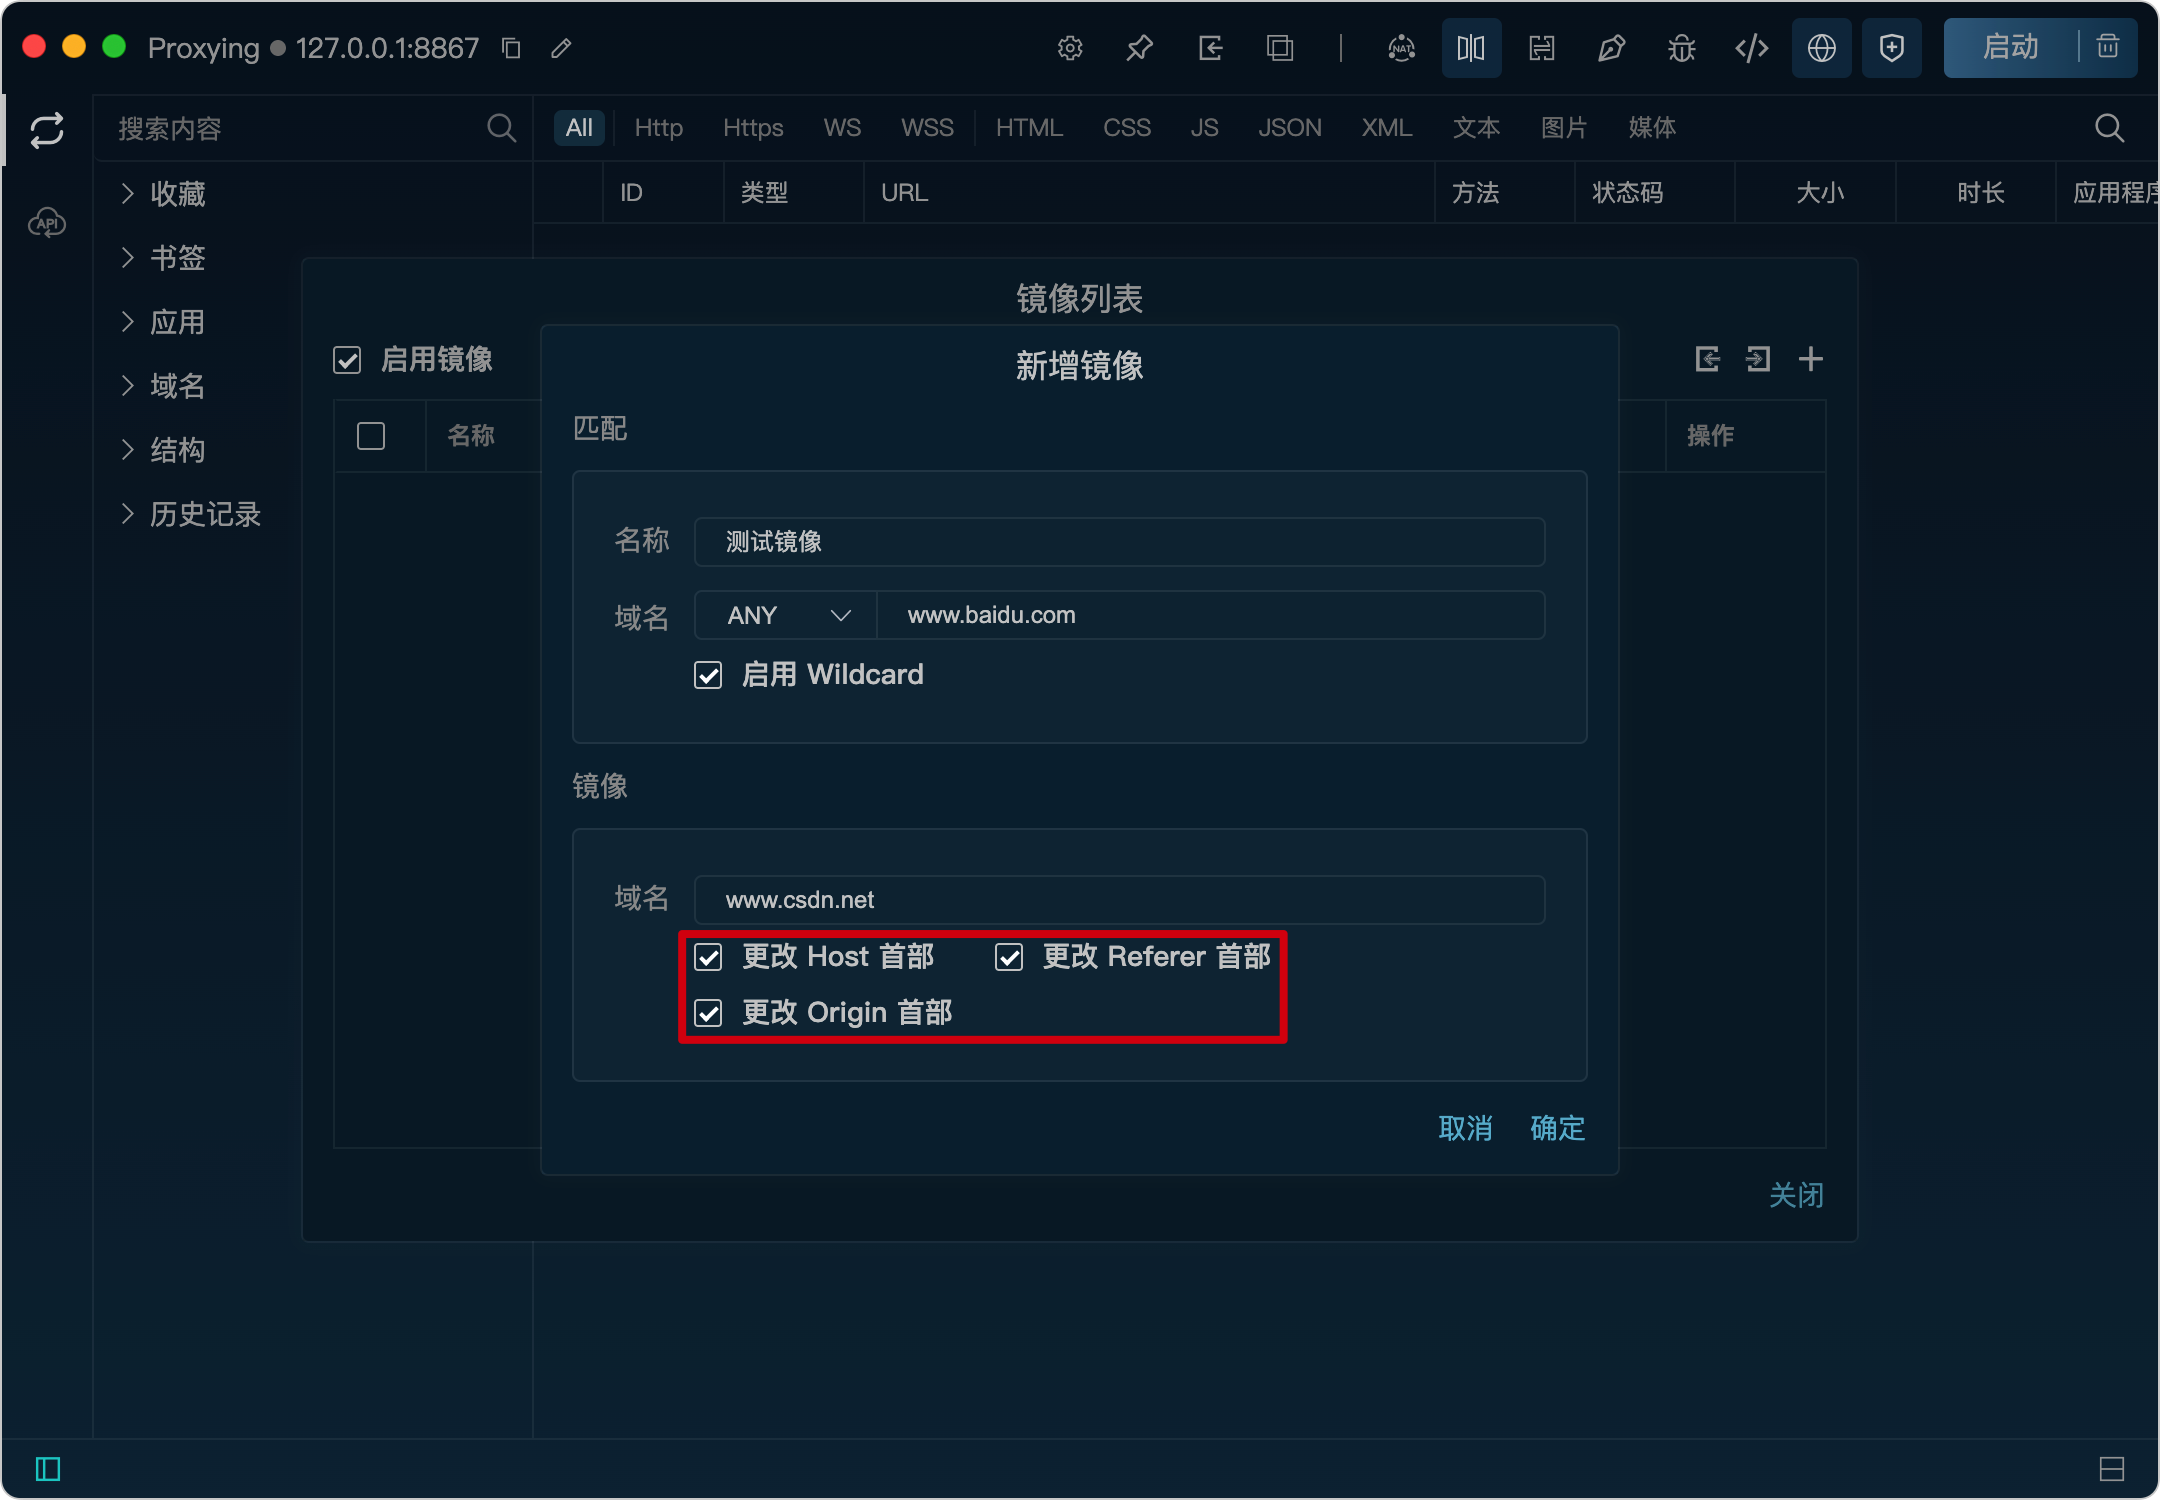 Proxying 127.0.0.1:8867
NAT
启动
API
搜索内容
All Http Https WS WSS HTML CSS JS JSON XML 文本 图片 媒体
ID 类型 URL 方法 状态码 大小 时长 应用程序
收藏
书签
应用
域名
结构
历史记录
镜像列表
启用镜像
名称 操作
新增镜像
匹配
名称 测试镜像
域名 ANY www.baidu.com
启用 Wildcard
镜像
域名 www.csdn.net
更改 Host 首部 更改 Referer 首部
更改 Origin 首部
取消 确定
关闭